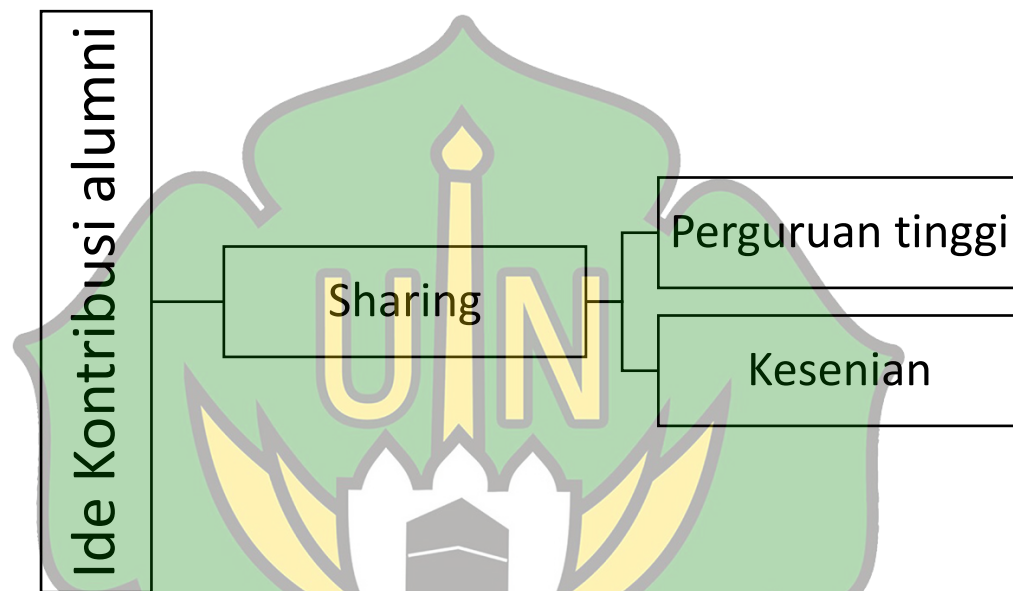 Ide Kontribusi alumni
Sharing
Perguruan tinggi
Kesenian
UIN